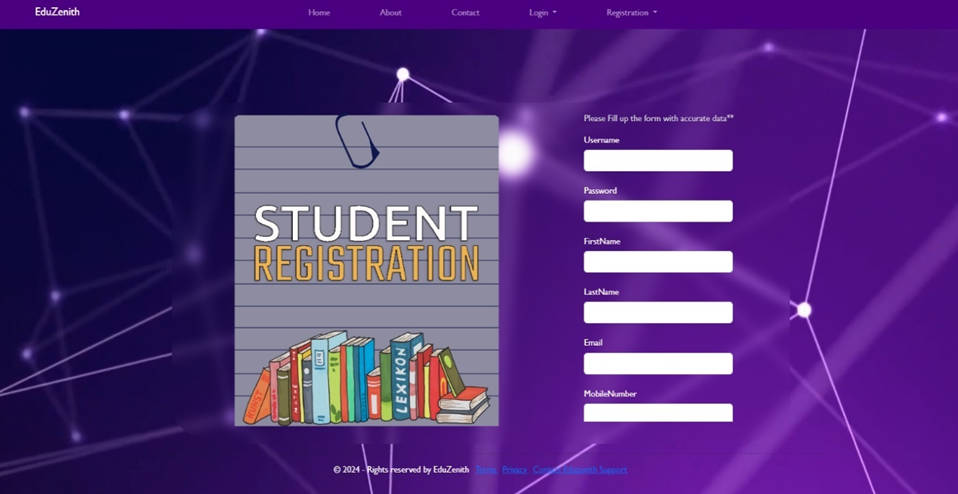 EduZenith
Home About Contact Login Registration
Please Fill up the form with accurate data**
STUDENT
REGISTRATION
Username
Password
FirstName
LastName
Email
MobileNumber
LEXIKON
© 2024 - Rights reserved by EduZenith Terms Privacy Contact Eduzenith Support